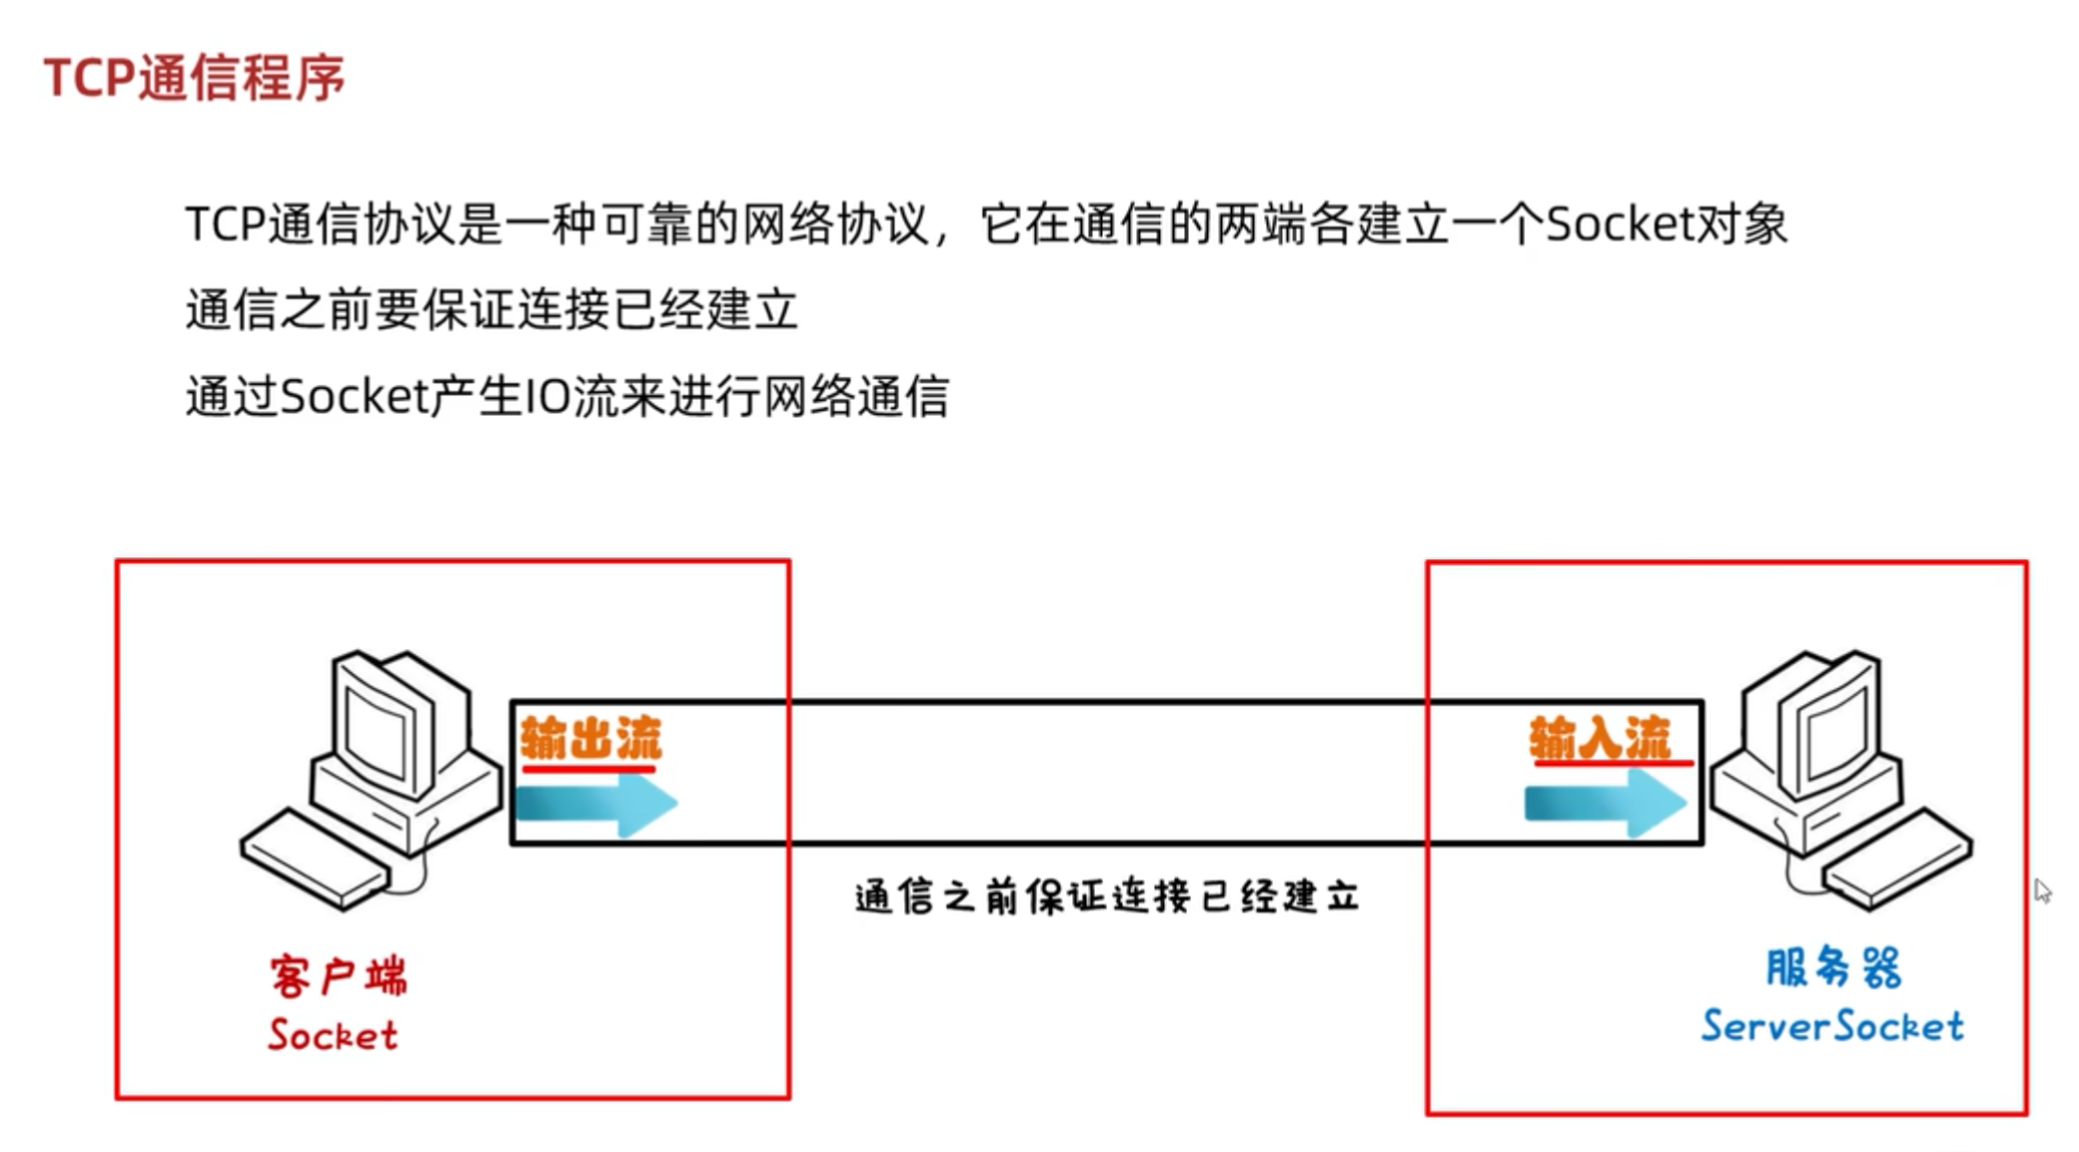 TCP通信程序
TCP通信协议是一种可靠的网络协议，它在通信的两端各建立一个Socket对象
通信之前要保证连接已经建立
通过Socket产生IO流来进行网络通信
输出流
输入流
通信之前保证连接已经建立
客户端
Socket
服务器
ServerSocket